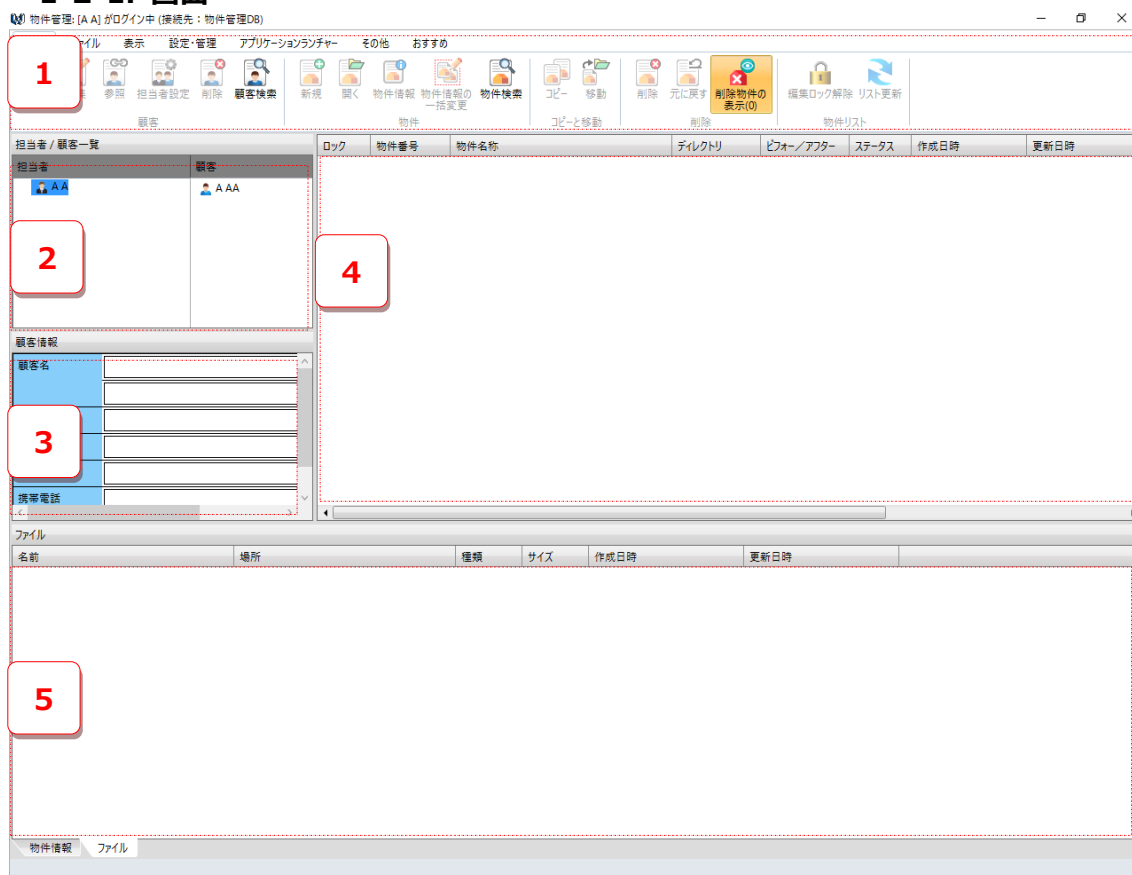 画面
物件管理: [A A] がログイン中 (接続先：物件管理DB)
表示 設定・管理 アプリケーションランチャー その他 おすすめ
1
参照 担当者設定 削除 顧客検索 新規 開く 物件情報 物件情報の一括変更 物件検索 コピー 移動 削除 元に戻す 削除物件の表示(0) 編集ロック解除 リスト更新
顧客 物件 コピーと移動 削除 物件リスト
担当者 / 顧客一覧
ロック 物件番号 物件名称 ディレクトリ ビフォー／アフター ステータス 作成日時 更新日時
担当者 顧客
A A A AA
2
4
顧客情報
顧客名
3
携帯電話
ファイル
名前 場所 種類 サイズ 作成日時 更新日時
5
物件情報 ファイル